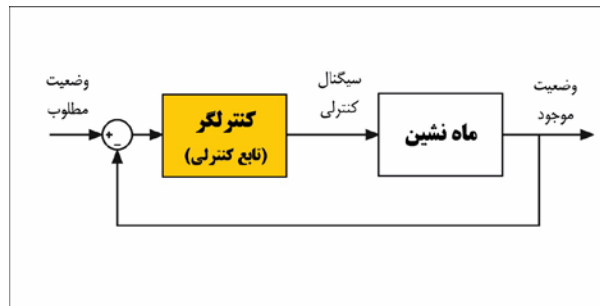 وضعیت
مطلوب
+
−
کنترلگر
(تابع کنترلی)
سیگنال
کنترلی
ماه نشین
وضعیت
موجود